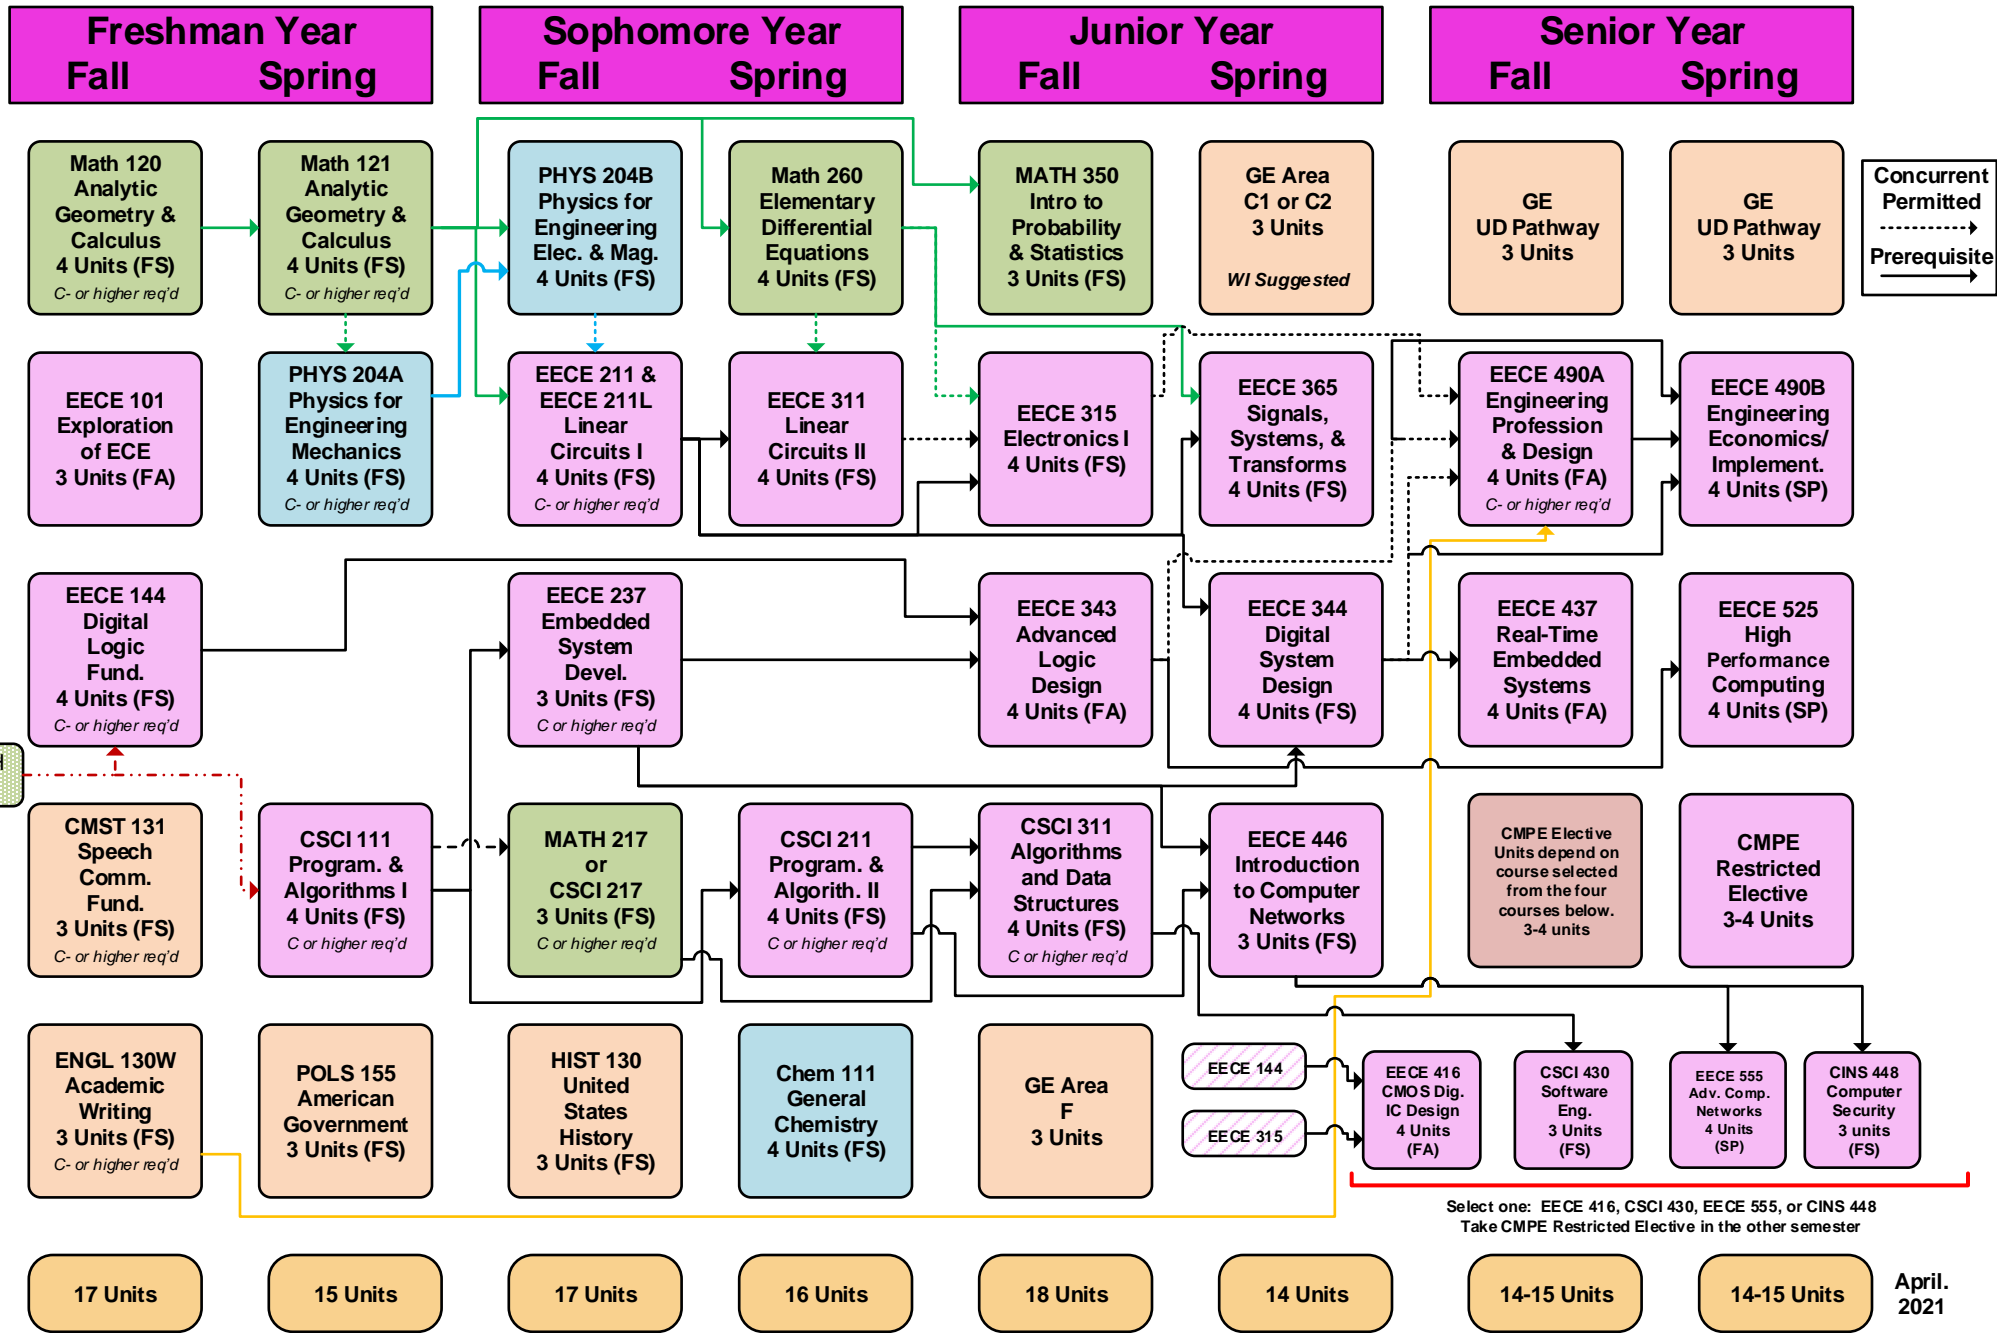 Freshman Year
Fall Spring
Sophomore Year
Fall Spring
Junior Year
Fall Spring
Senior Year
Fall Spring
Math 120
Analytic
Geometry &
Calculus
4 Units (FS)
C- or higher req'd
Math 121
Analytic
Geometry &
Calculus
4 Units (FS)
C- or higher req'd
PHYS 204B
Physics for
Engineering
Elec. & Mag.
4 Units (FS)
Math 260
Elementary
Differential
Equations
4 Units (FS)
MATH 350
Intro to
Probability
& Statistics
3 Units (FS)
GE Area
C1 or C2
3 Units
WI Suggested
GE
UD Pathway
3 Units
GE
UD Pathway
3 Units
Concurrent
Permitted
Prerequisite
EECE 101
Exploration
of ECE
3 Units (FA)
PHYS 204A
Physics for
Engineering
Mechanics
4 Units (FS)
C- or higher req'd
EECE 211 &
EECE 211L
Linear
Circuits I
4 Units (FS)
C- or higher req'd
EECE 311
Linear
Circuits II
4 Units (FS)
EECE 315
Electronics I
4 Units (FS)
EECE 365
Signals,
Systems, &
Transforms
4 Units (FS)
EECE 490A
Engineering
Profession
& Design
4 Units (FA)
C- or higher req'd
EECE 490B
Engineering
Economics/
Implement.
4 Units (SP)
EECE 144
Digital
Logic
Fund.
4 Units (FS)
C- or higher req'd
EECE 237
Embedded
System
Devel.
3 Units (FS)
C or higher req'd
EECE 343
Advanced
Logic
Design
4 Units (FA)
EECE 344
Digital
System
Design
4 Units (FS)
EECE 437
Real-Time
Embedded
Systems
4 Units (FA)
EECE 525
High
Performance
Computing
4 Units (SP)
CMST 131
Speech
Comm.
Fund.
3 Units (FS)
C- or higher req'd
CSCI 111
Program. &
Algorithms I
4 Units (FS)
C or higher req'd
MATH 217
or
CSCI 217
3 Units (FS)
C or higher req'd
CSCI 211
Program. &
Algorith. II
4 Units (FS)
C or higher req'd
CSCI 311
Algorithms
and Data
Structures
4 Units (FS)
C or higher req'd
EECE 446
Introduction
to Computer
Networks
3 Units (FS)
CMPE Elective
Units depend on
course selected
from the four
courses below.
3-4 units
CMPE
Restricted
Elective
3-4 Units
ENGL 130W
Academic
Writing
3 Units (FS)
C- or higher req'd
POLS 155
American
Government
3 Units (FS)
HIST 130
United
States
History
3 Units (FS)
Chem 111
General
Chemistry
4 Units (FS)
GE Area
F
3 Units
EECE 144
EECE 315
EECE 416
CMOS Dig.
IC Design
4 Units
(FA)
CSCI 430
Software
Eng.
3 Units
(FS)
EECE 555
Adv. Comp.
Networks
4 Units
(SP)
CINS 448
Computer
Security
3 units
(FS)
Select one: EECE 416, CSCI 430, EECE 555, or CINS 448
Take CMPE Restricted Elective in the other semester
17 Units
15 Units
17 Units
16 Units
18 Units
14 Units
14-15 Units
14-15 Units
April.
2021